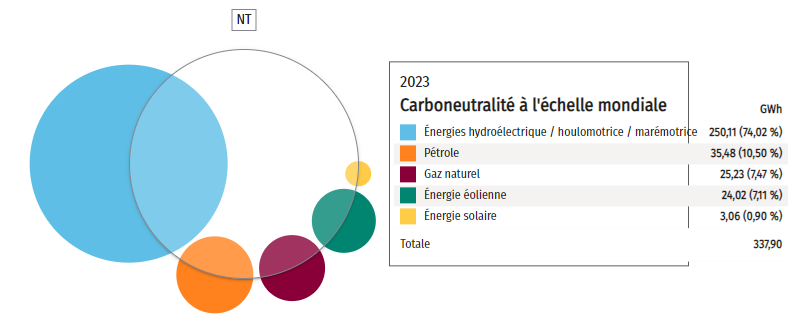 NT
2023
Carboneutralité à l'échelle mondiale
GWh
Énergies hydroélectrique / houlomotrice / marémotrice 250,11 (74,02 %)
Pétrole 35,48 (10,50 %)
Gaz naturel 25,23 (7,47 %)
Énergie éolienne 24,02 (7,11 %)
Énergie solaire 3,06 (0,90 %)
Totale 337,90